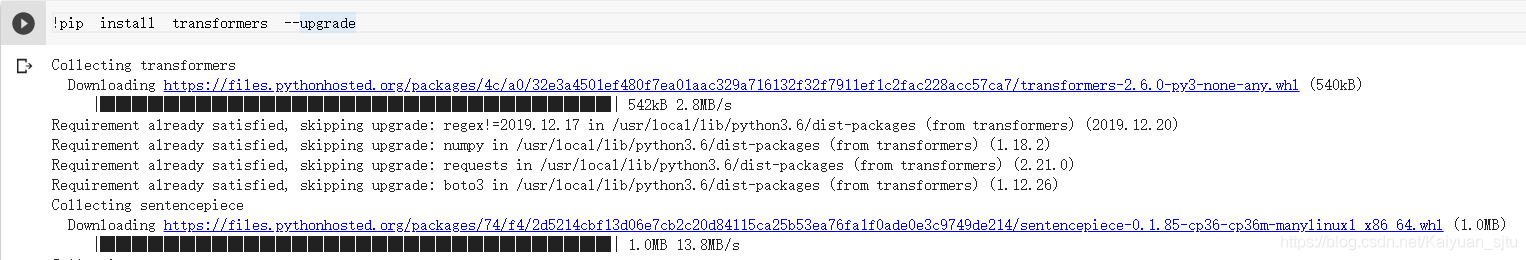 !pip install transformers --upgrade
Collecting transformers
Downloading https://files.pythonhosted.org/packages/4c/a0/32e3a4501ef480f7ea01aac329a716132f32f7911ef1c2fac228acc57ca7/transformers-2.6.0-py3-none-any.whl (540kB)
|████████████████████████████████| 542kB 2.8MB/s
Requirement already satisfied, skipping upgrade: regex!=2019.12.17 in /usr/local/lib/python3.6/dist-packages (from transformers) (2019.12.20)
Requirement already satisfied, skipping upgrade: numpy in /usr/local/lib/python3.6/dist-packages (from transformers) (1.18.2)
Requirement already satisfied, skipping upgrade: requests in /usr/local/lib/python3.6/dist-packages (from transformers) (2.21.0)
Requirement already satisfied, skipping upgrade: boto3 in /usr/local/lib/python3.6/dist-packages (from transformers) (1.12.26)
Collecting sentencepiece
Downloading https://files.pythonhosted.org/packages/74/f4/2d5214cbf13d06e7cb2c20d84115ca25b53ea76fa1f0ade0e3c9749de214/sentencepiece-0.1.85-cp36-cp36m-manylinux1_x86_64.whl (1.0MB)
|████████████████████████████████| 1.0MB 13.8MB/s
https://blog.csdn.net/Kaiyuan_sjtu